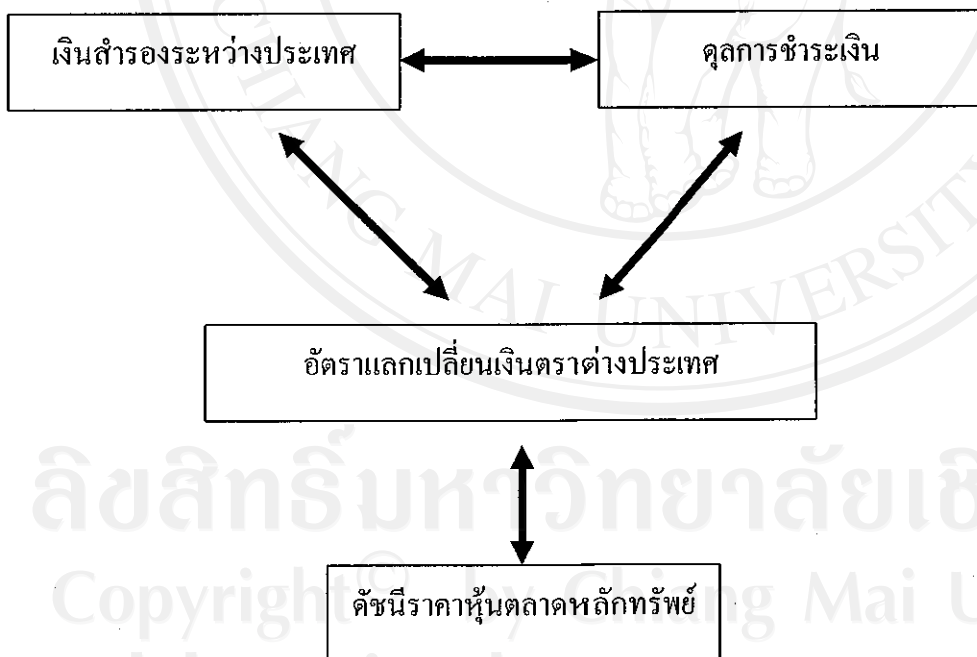 เงินสำรองระหว่างประเทศ
ดุลการชำระเงิน
อัตราแลกเปลี่ยนเงินตราต่างประเทศ
ดัชนีราคาหุ้นตลาดหลักทรัพย์
CHIANG MAI UNIVERSITY
ลิขสิทธิ์มหาวิทยาลัยเชี
Copyright© by Chiang Mai U